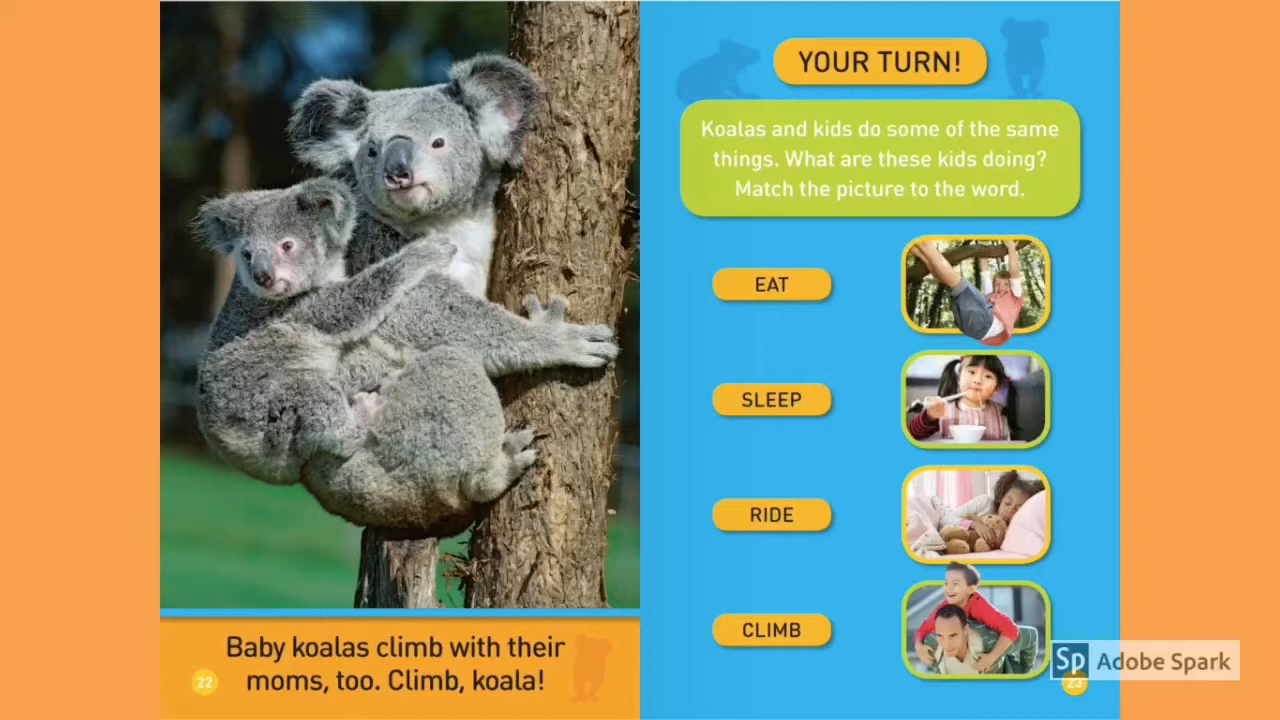 Baby koalas climb with their
moms, too. Climb, koala!
22
YOUR TURN!
Koalas and kids do some of the same
things. What are these kids doing?
Match the picture to the word.
EAT
SLEEP
RIDE
CLIMB
23
Sp Adobe Spark